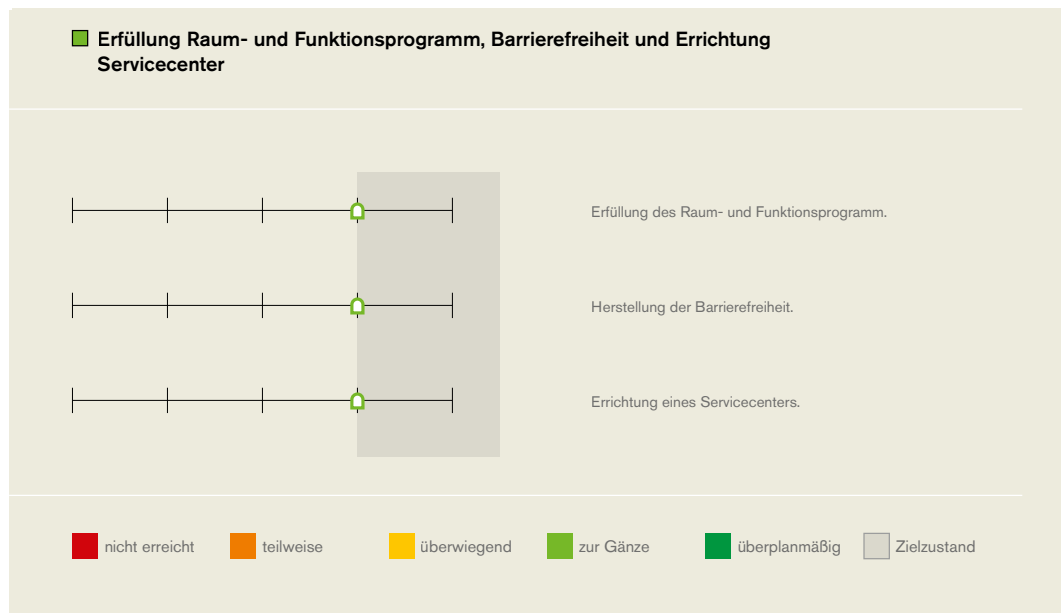 Erfüllung Raum- und Funktionsprogramm, Barrierefreiheit und Errichtung
Servicecenter
Erfüllung des Raum- und Funktionsprogramm.
Herstellung der Barrierefreiheit.
Errichtung eines Servicecenters.
nicht erreicht teilweise überwiegend zur Gänze überplanmäßig Zielzustand